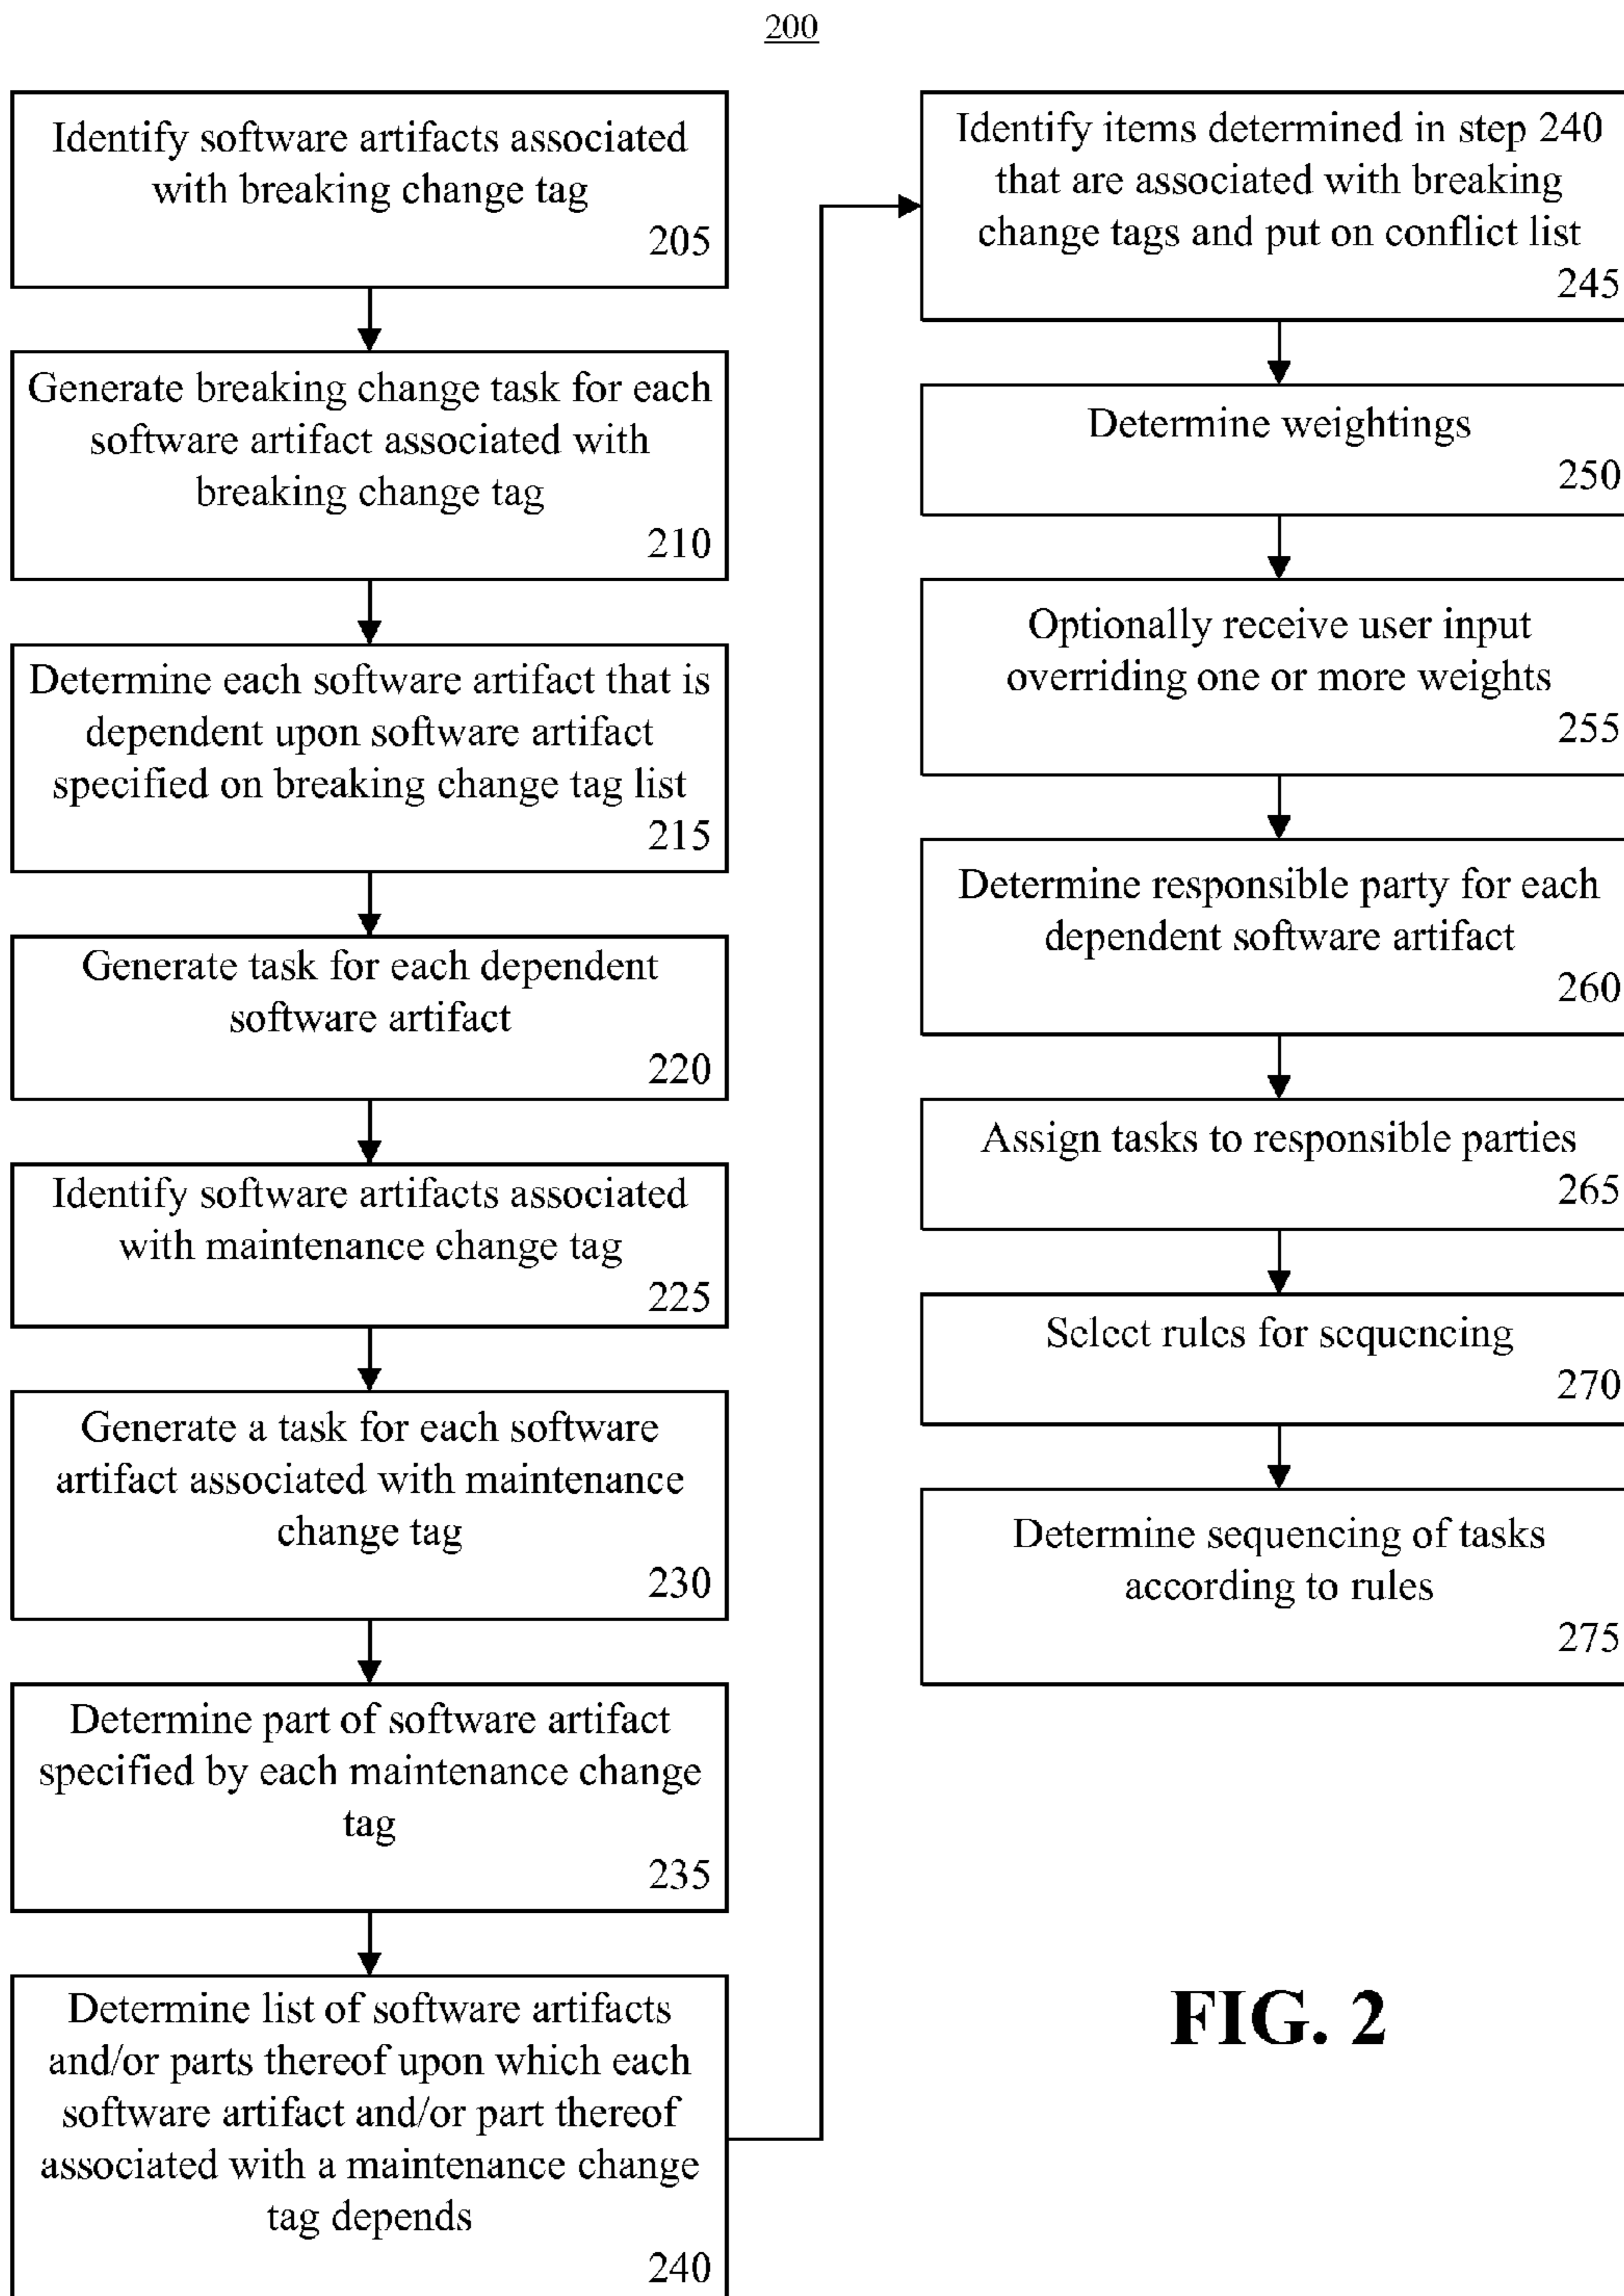 200
Identify software artifacts associated
with breaking change tag
205
Generate breaking change task for each
software artifact associated with
breaking change tag
210
Determine each software artifact that is
dependent upon software artifact
specified on breaking change tag list
215
Generate task for each dependent
software artifact
220
Identify software artifacts associated
with maintenance change tag
225
Generate a task for each software
artifact associated with maintenance
change tag
230
Determine part of software artifact
specified by each maintenance change
tag
235
Determine list of software artifacts
and/or parts thereof upon which each
software artifact and/or part thereof
associated with a maintenance change
tag depends
240
Identify items determined in step 240
that are associated with breaking
change tags and put on conflict list
245
Determine weightings
250
Optionally receive user input
overriding one or more weights
255
Determine responsible party for each
dependent software artifact
260
Assign tasks to responsible parties
265
Select rules for sequencing
270
Determine sequencing of tasks
according to rules
275
FIG. 2